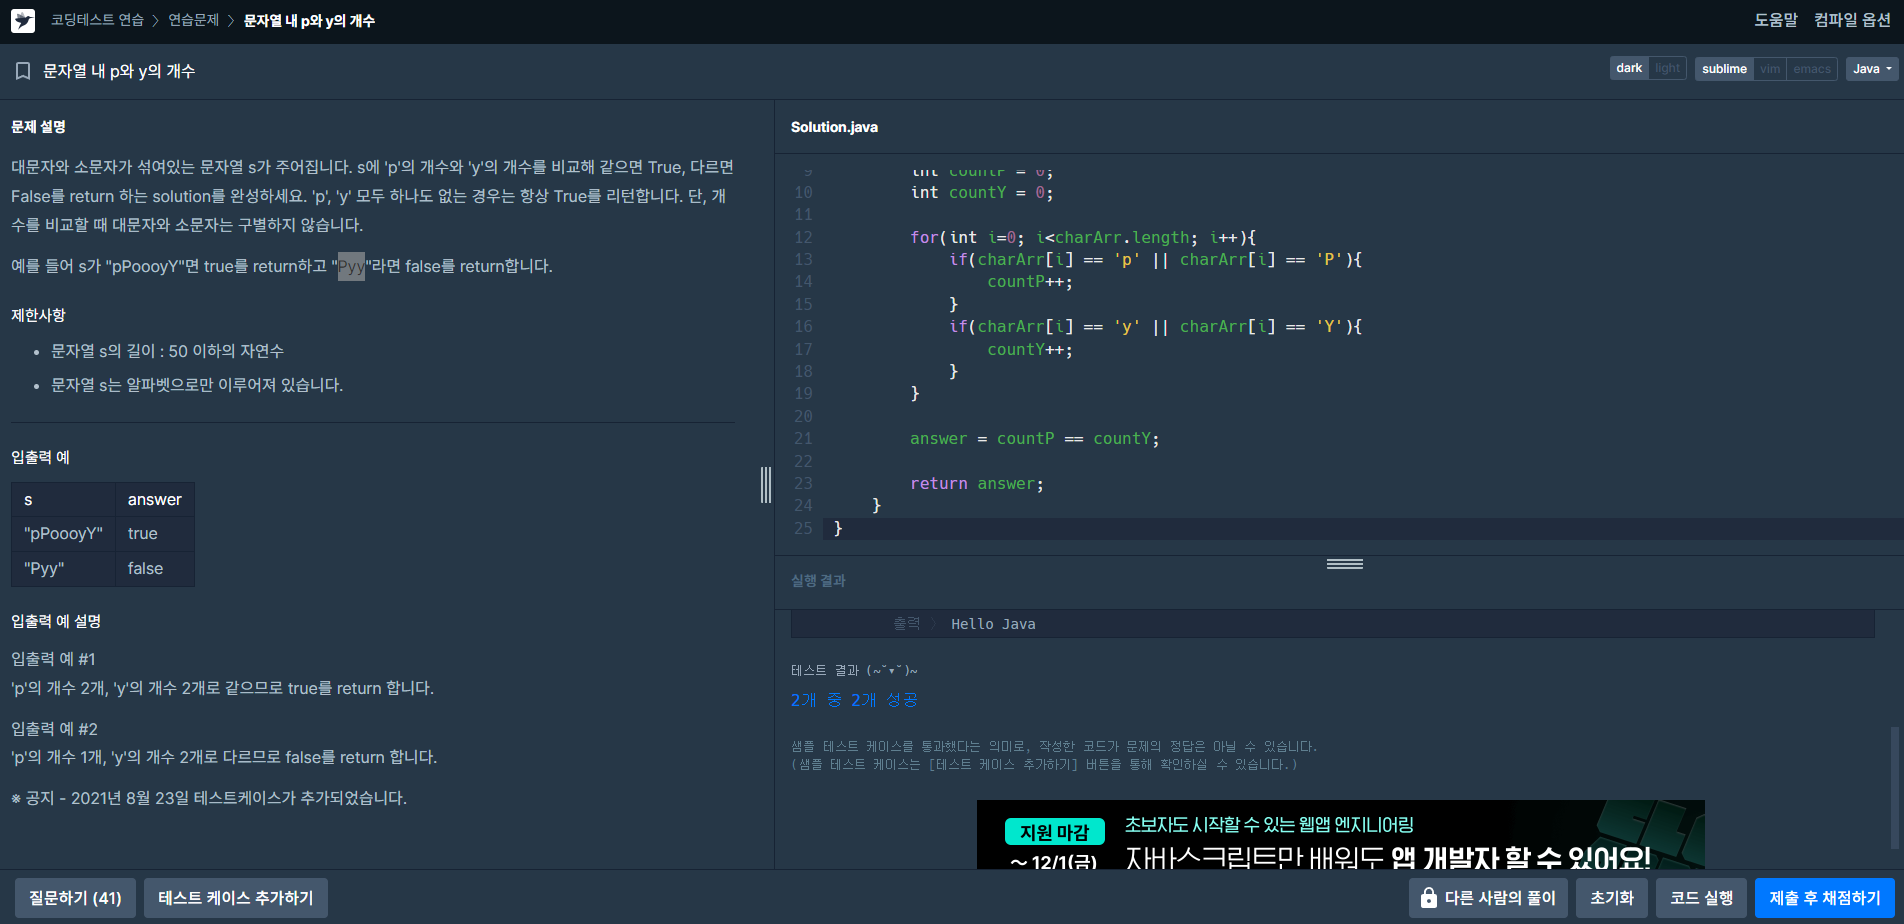 코딩테스트 연습 > 연습문제 > 문자열 내 p와 y의 개수
도움말 컴파일 옵션
문자열 내 p와 y의 개수
dark light sublime vim emacs Java
문제 설명
대문자와 소문자가 섞여있는 문자열 s가 주어집니다. s에 'p'의 개수와 'y'의 개수를 비교해 같으면 True, 다르면
False를 return 하는 solution를 완성하세요. 'p', 'y' 모두 하나도 없는 경우는 항상 True를 리턴합니다. 단, 개
수를 비교할 때 대문자와 소문자는 구별하지 않습니다.
예를 들어 s가 "pPoooyY"면 true를 return하고 "Pyy"라면 false를 return합니다.
제한사항
• 문자열 s의 길이 : 50 이하의 자연수
• 문자열 s는 알파벳으로만 이루어져 있습니다.
입출력 예
s answer
"pPoooyY" true
"Pyy" false
입출력 예 설명
입출력 예 #1
'p'의 개수 2개, 'y'의 개수 2개로 같으므로 true를 return 합니다.
입출력 예 #2
'p'의 개수 1개, 'y'의 개수 2개로 다르므로 false를 return 합니다.
※ 공지 - 2021년 8월 23일 테스트케이스가 추가되었습니다.
Solution.java
9 int countP = 0;
10 int countY = 0;
11
12 for(int i=0; i<charArr.length; i++){
13 if(charArr[i] == 'p' || charArr[i] == 'P'){
14 countP++;
15 }
16 if(charArr[i] == 'y' || charArr[i] == 'Y'){
17 countY++;
18 }
19 }
20
21 answer = countP == countY;
22
23 return answer;
24 }
25 }
실행 결과
출력 > Hello Java
테스트 결과 (~˘▾˘)~
2개 중 2개 성공
샘플 테스트 케이스를 통과했다는 의미로, 작성한 코드가 문제의 정답은 아닐 수 있습니다.
(샘플 테스트 케이스는 [테스트 케이스 추가하기] 버튼을 통해 확인하실 수 있습니다.)
지원 마감
~ 12/1(금)
초보자도 시작할 수 있는 웹앱 엔지니어링
자바스크립트만 배워도 앱 개발자 할 수 있어요!
질문하기 (41) 테스트 케이스 추가하기
다른 사람의 풀이 초기화 코드 실행 제출 후 채점하기